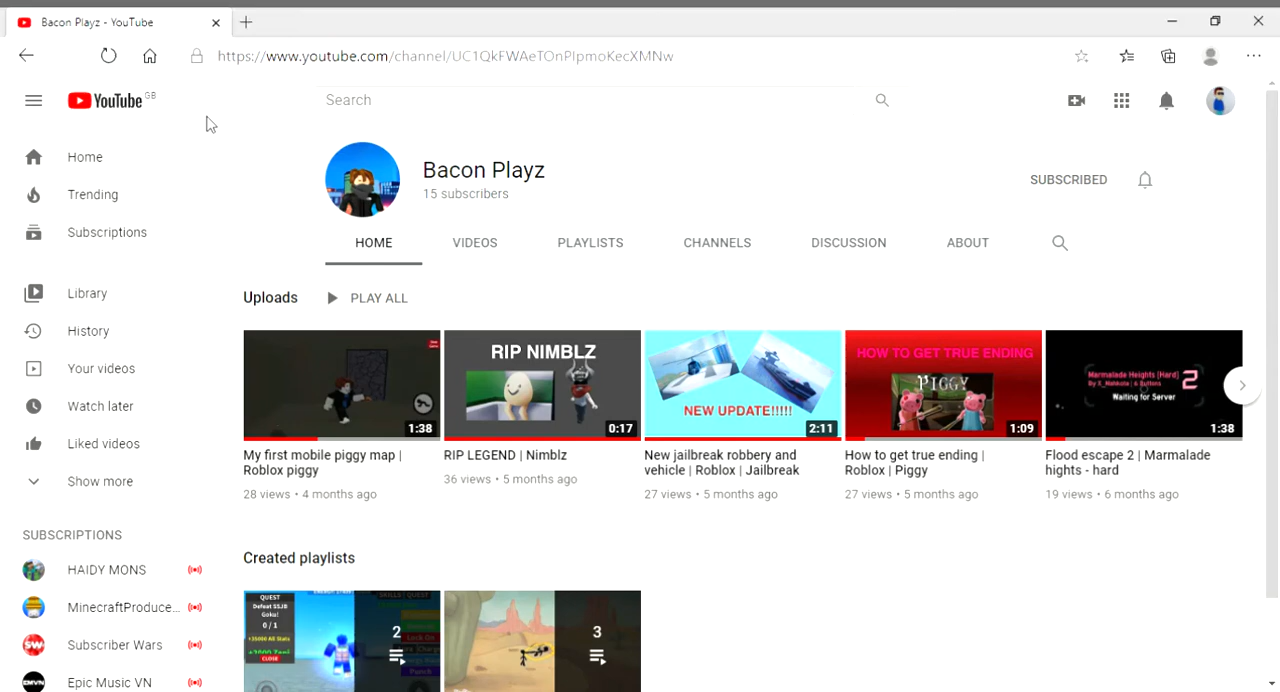 Bacon Playz - YouTube
https://www.youtube.com/channel/UC1QkFWAeTOnPIpmoKecXMNw
YouTube GB
Search
Home
Trending
Subscriptions
Library
History
Your videos
Watch later
Liked videos
Show more
SUBSCRIPTIONS
HAIDY MONS
MinecraftProduce...
Subscriber Wars
SW
Epic Music VN
EMVN
Bacon Playz
15 subscribers
SUBSCRIBED
HOME VIDEOS PLAYLISTS CHANNELS DISCUSSION ABOUT
Uploads PLAY ALL
1:38
My first mobile piggy map |
Roblox piggy
28 views • 4 months ago
RIP NIMBLZ
0:17
RIP LEGEND | Nimblz
36 views • 5 months ago
NEW UPDATE!!!!!
2:11
New jailbreak robbery and
vehicle | Roblox | Jailbreak
27 views • 5 months ago
HOW TO GET TRUE ENDING
PIGGY
1:09
How to get true ending |
Roblox | Piggy
27 views • 5 months ago
Marmalade Heights [Hard]
2
Waiting for Server
1:38
Flood escape 2 | Marmalade
hights - hard
19 views • 6 months ago
Created playlists
QUEST
Defeat SSJB
Goku!
0 / 1
CLOSE
2
3